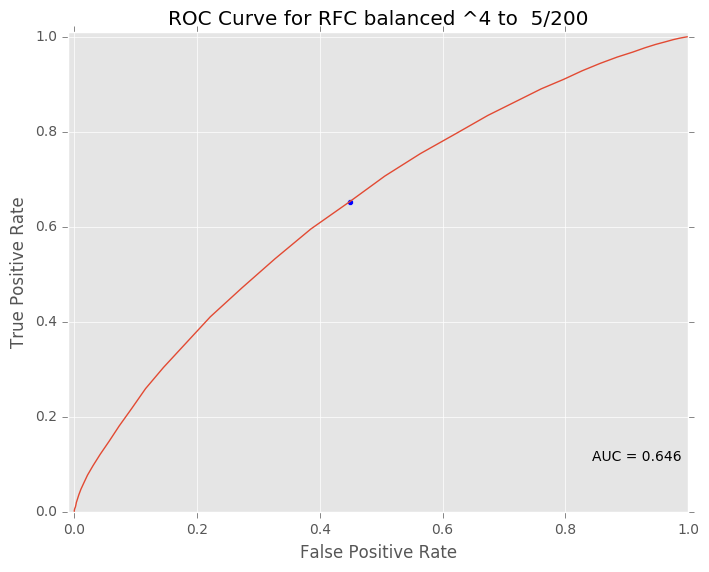 ROC Curve for RFC balanced ^4 to  5/200
1.0
0.8
0.6
0.4
0.2
0.0
True Positive Rate
AUC = 0.646
0.0 0.2 0.4 0.6 0.8 1.0
False Positive Rate